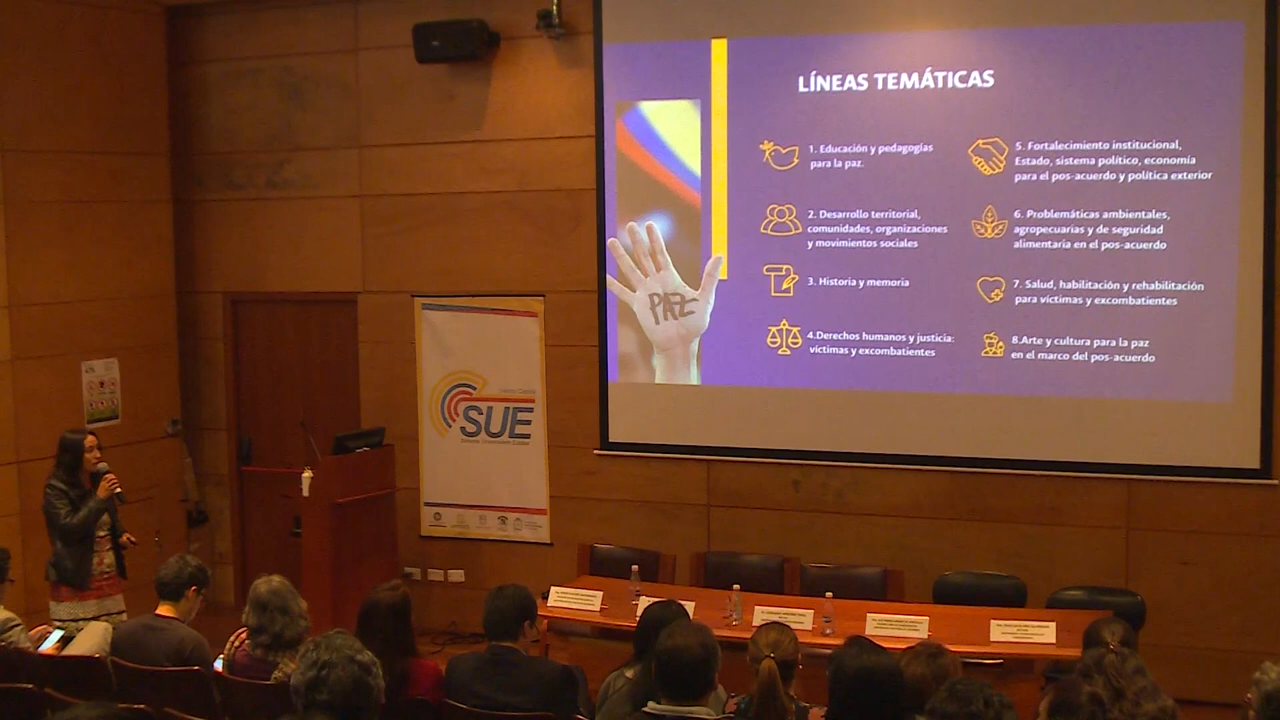 LÍNEAS TEMÁTICAS
1. Educación y pedagogías
para la paz.
2. Desarrollo territorial,
comunidades, organizaciones
y movimientos sociales
3. Historia y memoria
4.Derechos humanos y justicia:
víctimas y excombatientes
5. Fortalecimiento institucional,
Estado, sistema político, economía
para el pos-acuerdo y política exterior
6. Problemáticas ambientales,
agropecuarias y de seguridad
alimentaria en el pos-acuerdo
7. Salud, habilitación y rehabilitación
para víctimas y excombatientes
8.Arte y cultura para la paz
en el marco del pos-acuerdo
PAZ
SUE